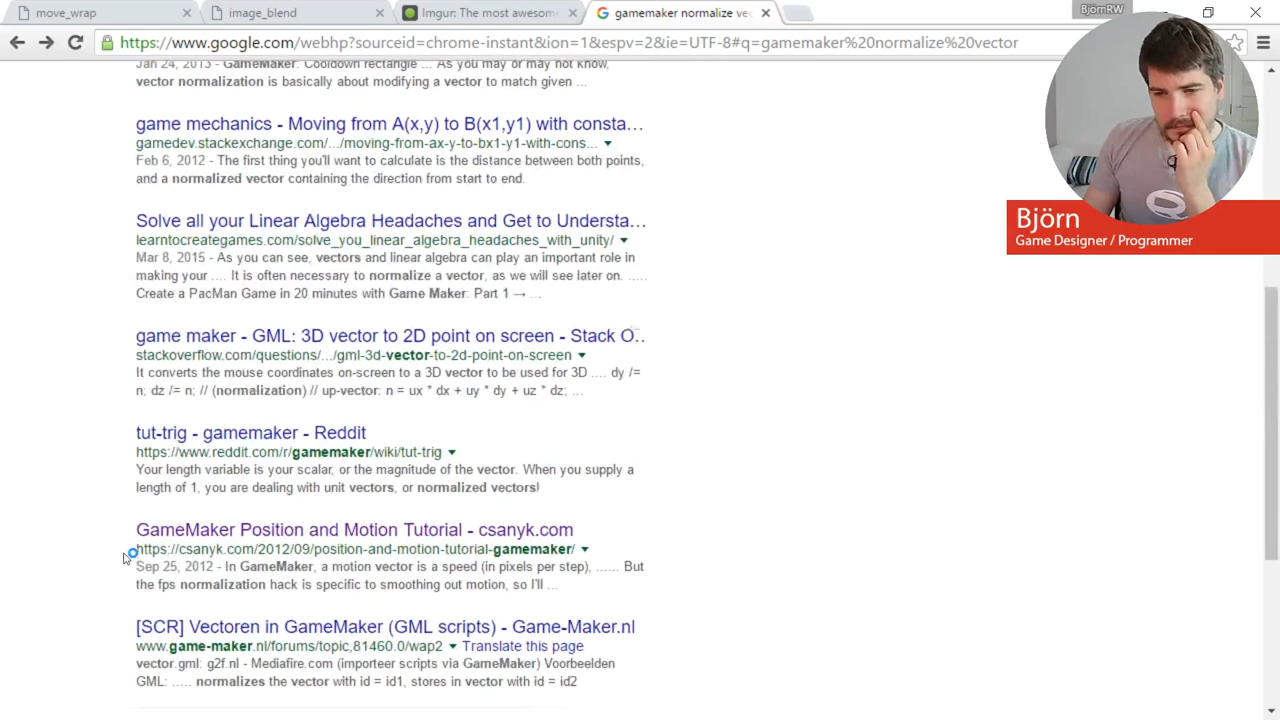 move_wrap
image_blend
Imgur: The most awesom
gamemaker normalize ve
BjörnRW
https://www.google.com/webhp?sourceid=chrome-instant&ion=1&espv=2&ie=UTF-8#q=gamemaker%20normalize%20vector
Jan 24, 2013 - GameMaker: Cooldown rectangle ... As you may or may not know,
vector normalization is basically about modifying a vector to match given ...
game mechanics - Moving from A(x,y) to B(x1,y1) with consta...
gamedev.stackexchange.com/.../moving-from-ax-y-to-bx1-y1-with-cons...
Feb 6, 2012 - The first thing you'll want to calculate is the distance between both points,
and a normalized vector containing the direction from start to end.
Solve all your Linear Algebra Headaches and Get to Understa...
learntocreategames.com/solve_you_linear_algebra_headaches_with_unity/
Mar 8, 2015 - As you can see, vectors and linear algebra can play an important role in
making your .... It is often necessary to normalize a vector, as we will see later on. .....
Create a PacMan Game in 20 minutes with Game Maker: Part 1 → ...
game maker - GML: 3D vector to 2D point on screen - Stack O...
stackoverflow.com/questions/.../gml-3d-vector-to-2d-point-on-screen
It converts the mouse coordinates on-screen to a 3D vector to be used for 3D .... dy /=
n; dz /= n; // (normalization) // up-vector: n = ux * dx + uy * dy + uz * dz; ...
tut-trig - gamemaker - Reddit
https://www.reddit.com/r/gamemaker/wiki/tut-trig
Your length variable is your scalar, or the magnitude of the vector. When you supply a
length of 1, you are dealing with unit vectors, or normalized vectors!
GameMaker Position and Motion Tutorial - csanyk.com
https://csanyk.com/2012/09/position-and-motion-tutorial-gamemaker/
Sep 25, 2012 - In GameMaker, a motion vector is a speed (in pixels per step), ...... But
the fps normalization hack is specific to smoothing out motion, so I'll ...
[SCR] Vectoren in GameMaker (GML scripts) - Game-Maker.nl
www.game-maker.nl/forums/topic,81460.0/wap2 Translate this page
vector.gml: g2f.nl - Mediafire.com (importeer scripts via GameMaker) Voorbeelden
GML: ..... normalizes the vector with id = id1, stores in vector with id = id2
Björn
Game Designer / Programmer